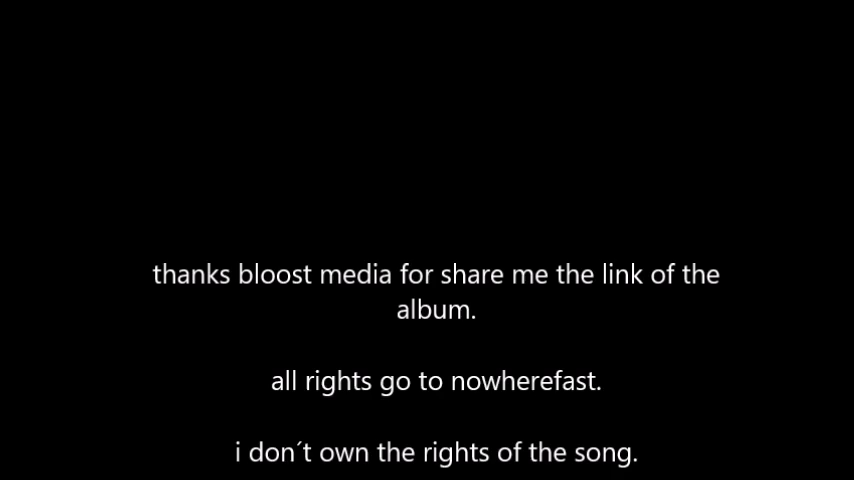 thanks bloost media for share me the link of the
album.
all rights go to nowherefast.
i don´t own the rights of the song.